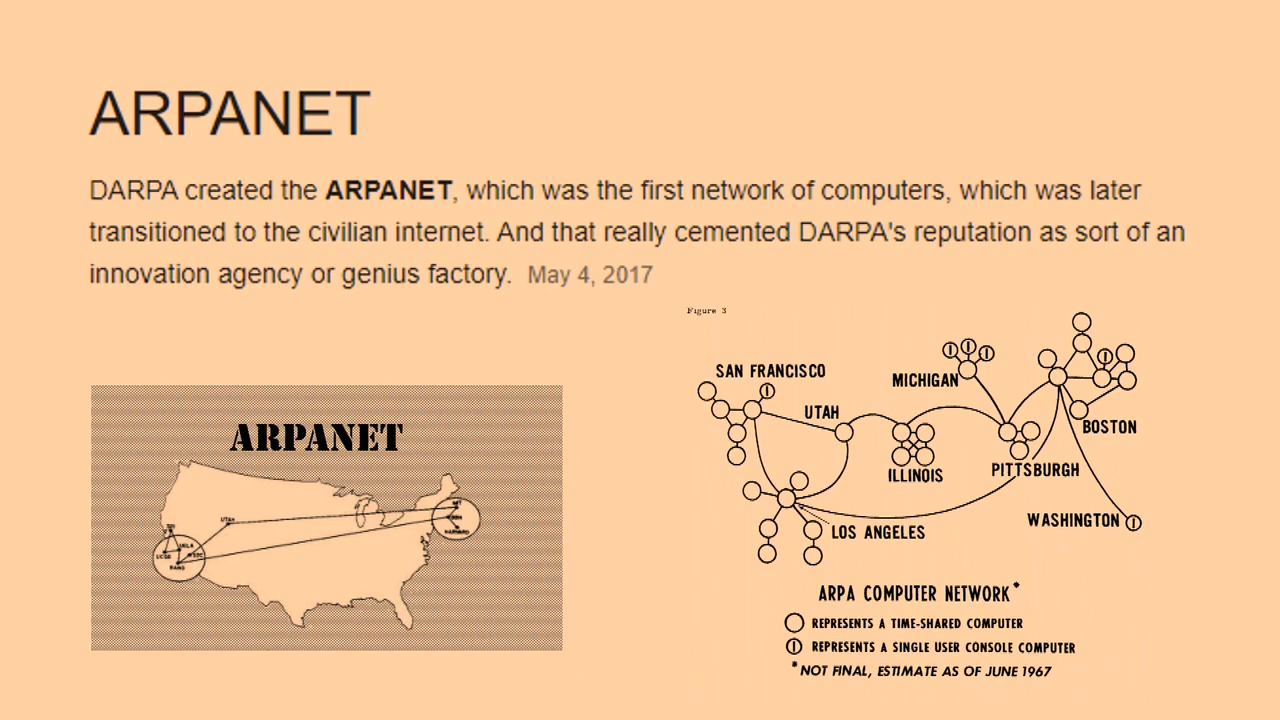 ARPANET
DARPA created the ARPANET, which was the first network of computers, which was later
transitioned to the civilian internet. And that really cemented DARPA's reputation as sort of an
innovation agency or genius factory. May 4, 2017
Figure 3
SAN FRANCISCO
MICHIGAN
UTAH
BOSTON
ILLINOIS
PITTSBURGH
WASHINGTON
LOS ANGELES
ARPA COMPUTER NETWORK*
REPRESENTS A TIME-SHARED COMPUTER
REPRESENTS A SINGLE USER CONSOLE COMPUTER
*NOT FINAL, ESTIMATE AS OF JUNE 1967
ARPANET
UTAH
MIT
HARVARD
UCLA
UCSB
RAND